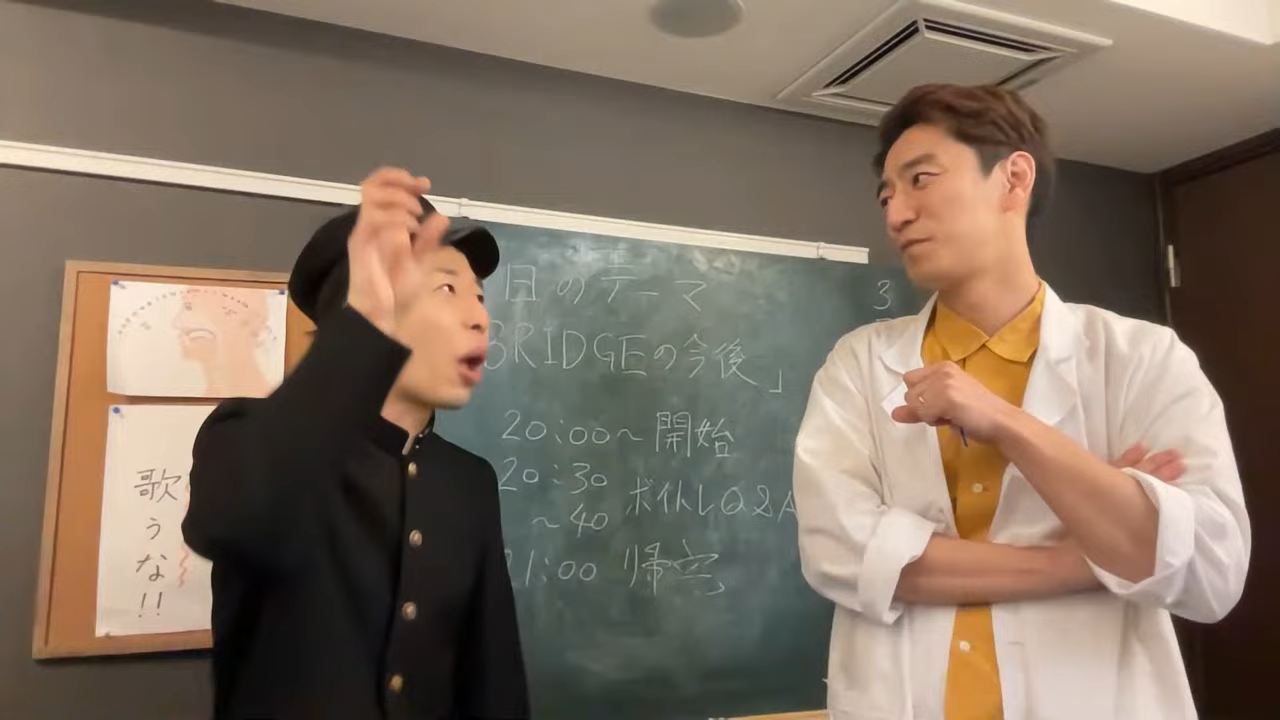 日のテーマ
BRIDGEの今後」
20:00~ 開始
20:30
~40 ボイトレQ&A
21:00 帰宅
3
歌
うな!!